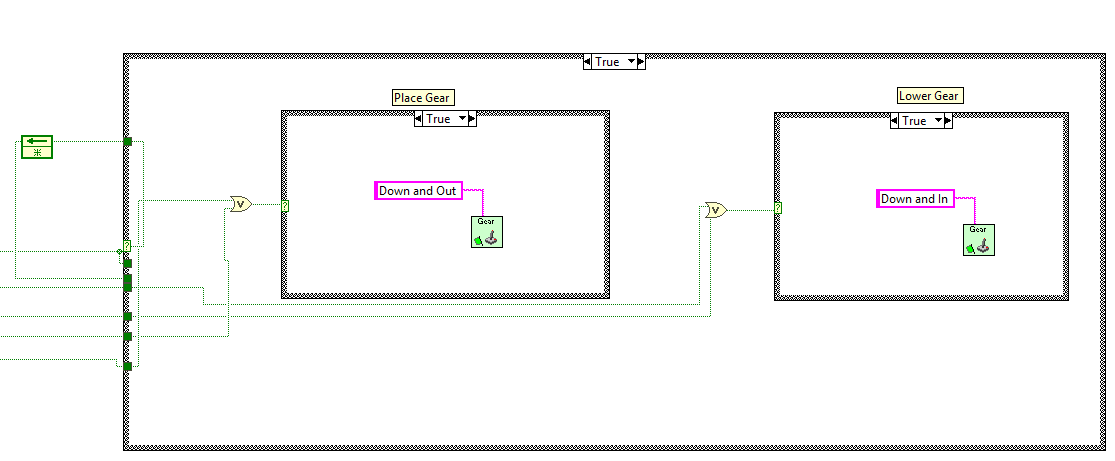 True
Place Gear
Lower Gear
True
True
Down and Out
Down and In
Gear
Gear
?
?
?
V
V